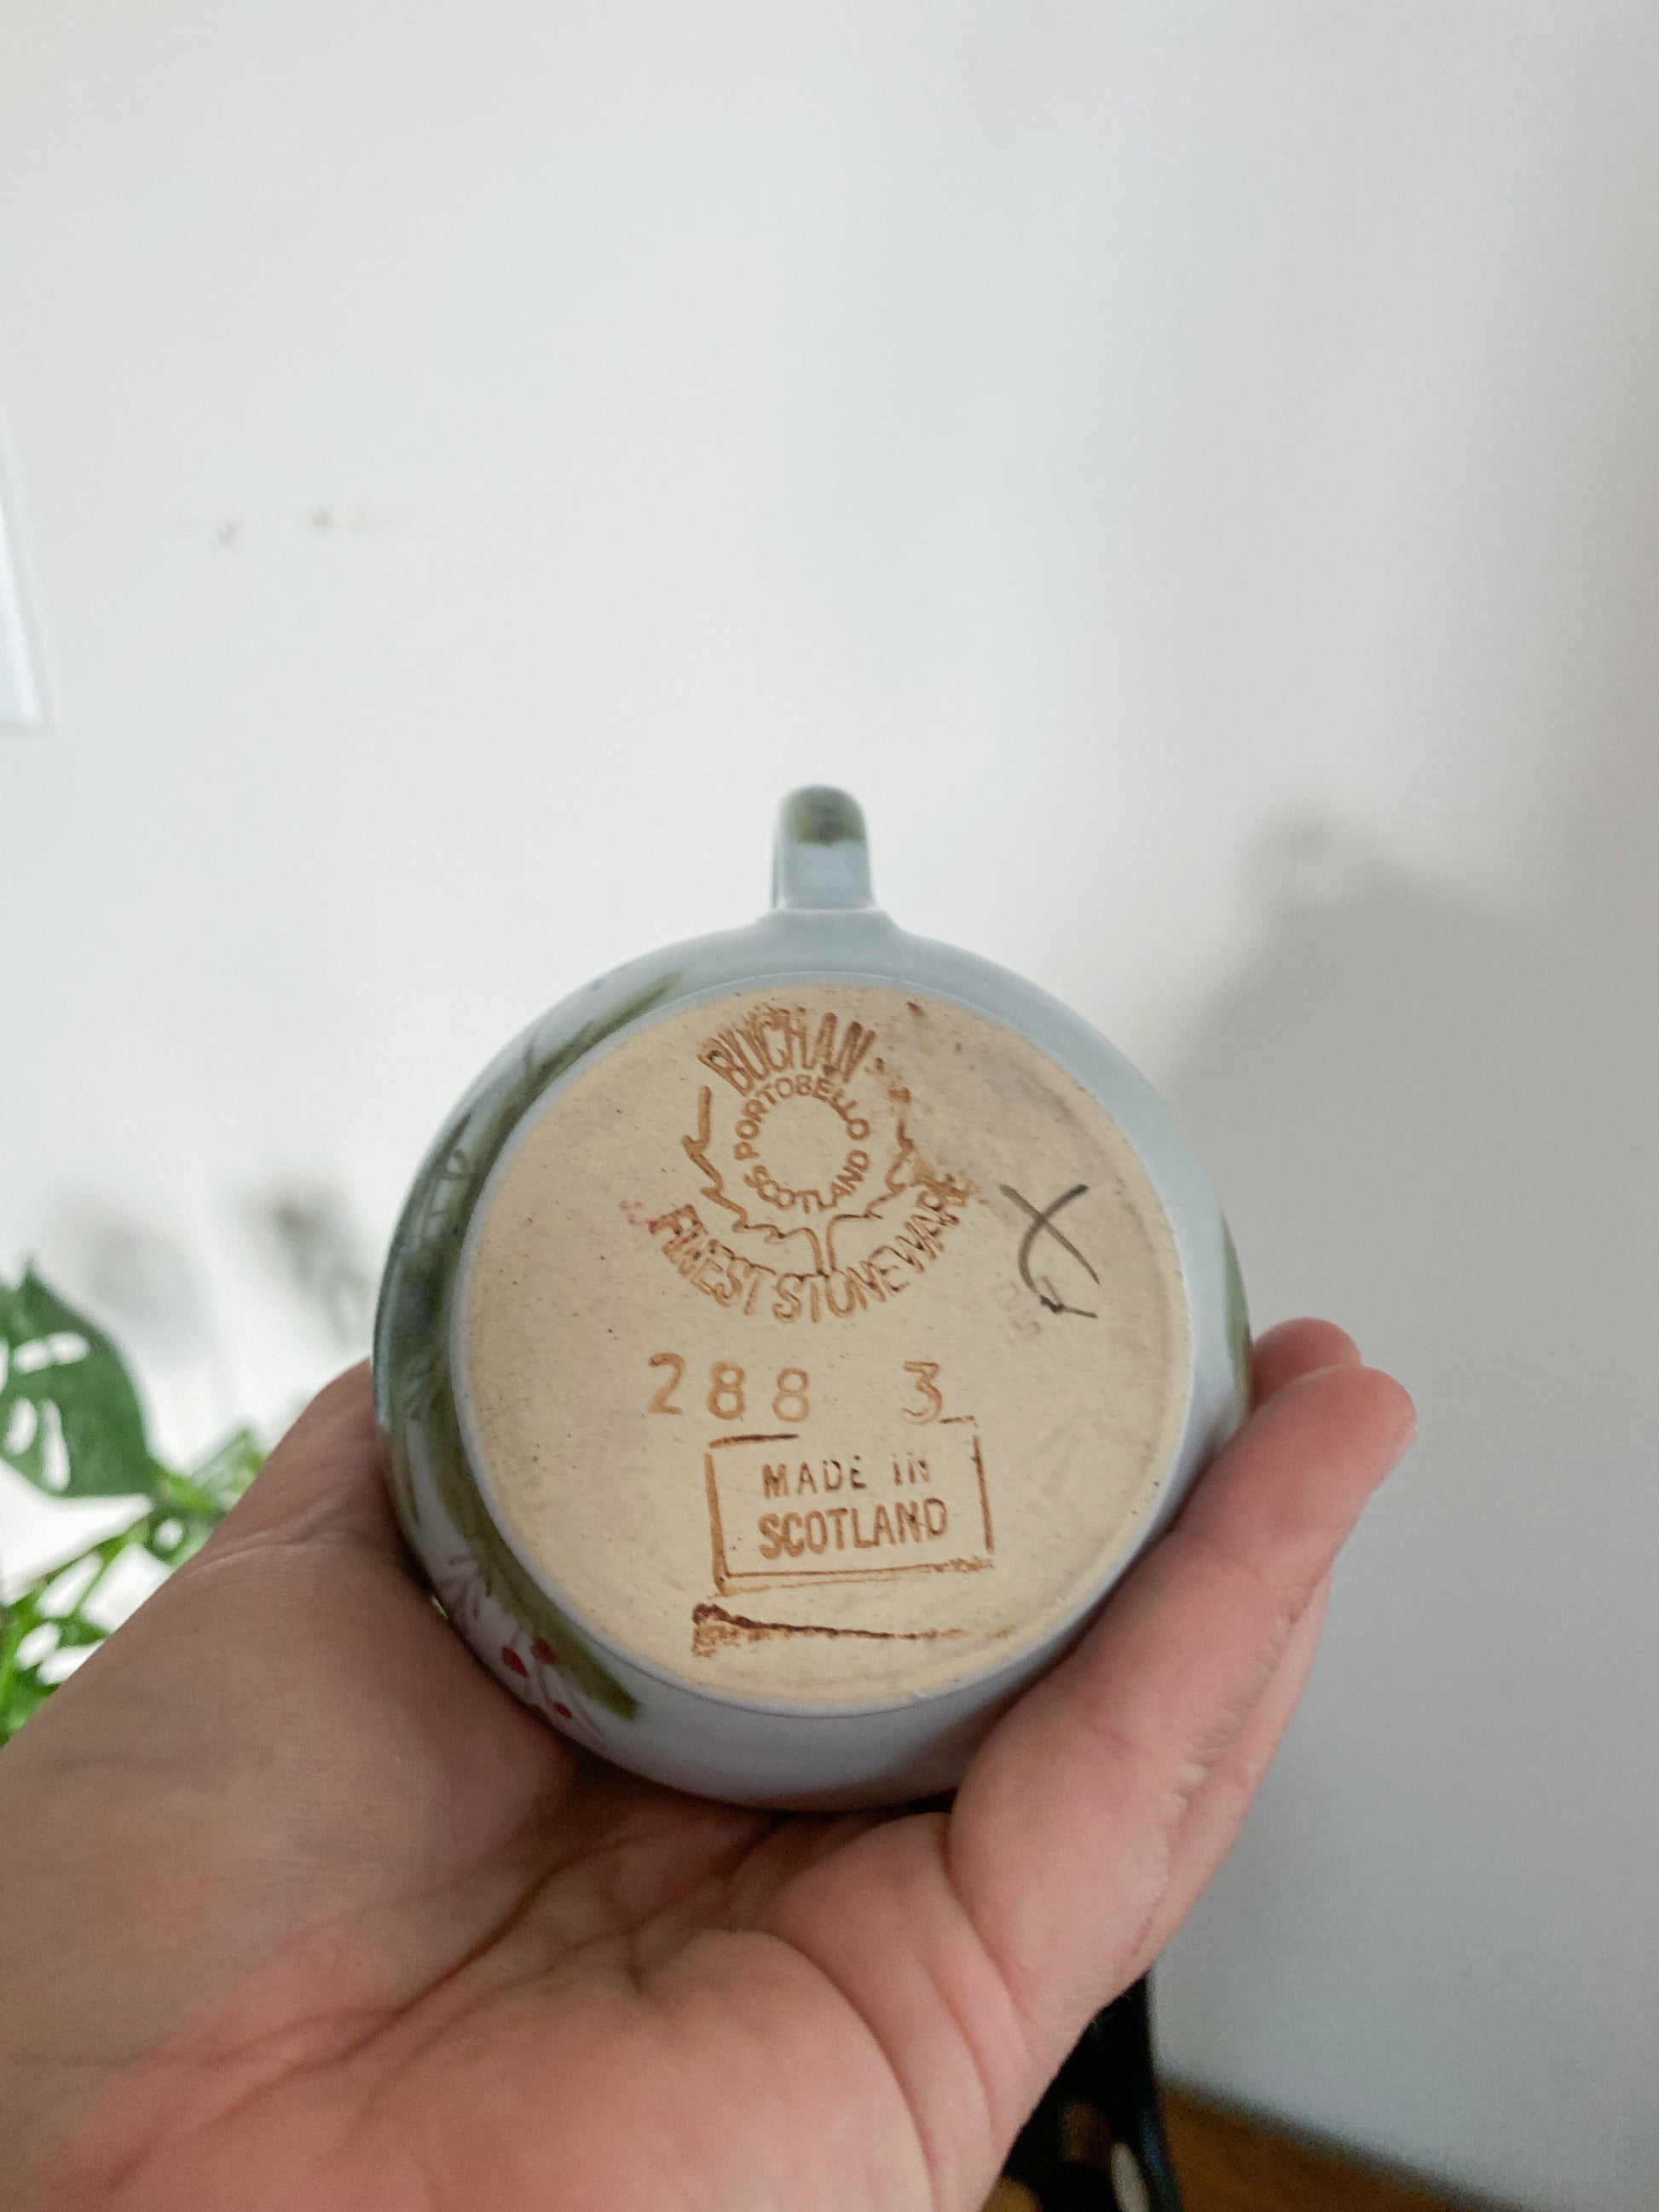 BUCHAN
PORTOBELLO
SCOTLAND
FINEST STONEWARE
288 3
MADE IN
SCOTLAND